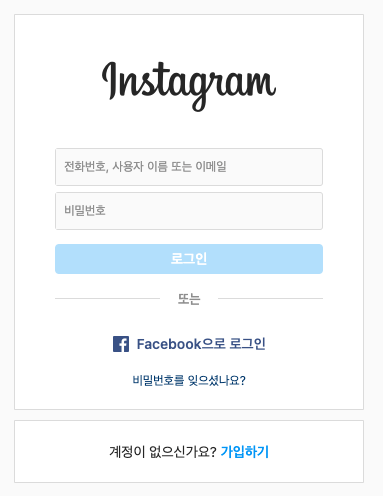 Instagram
전화번호, 사용자 이름 또는 이메일
비밀번호
로그인
또는
Facebook으로 로그인
비밀번호를 잊으셨나요?
계정이 없으신가요? 가입하기